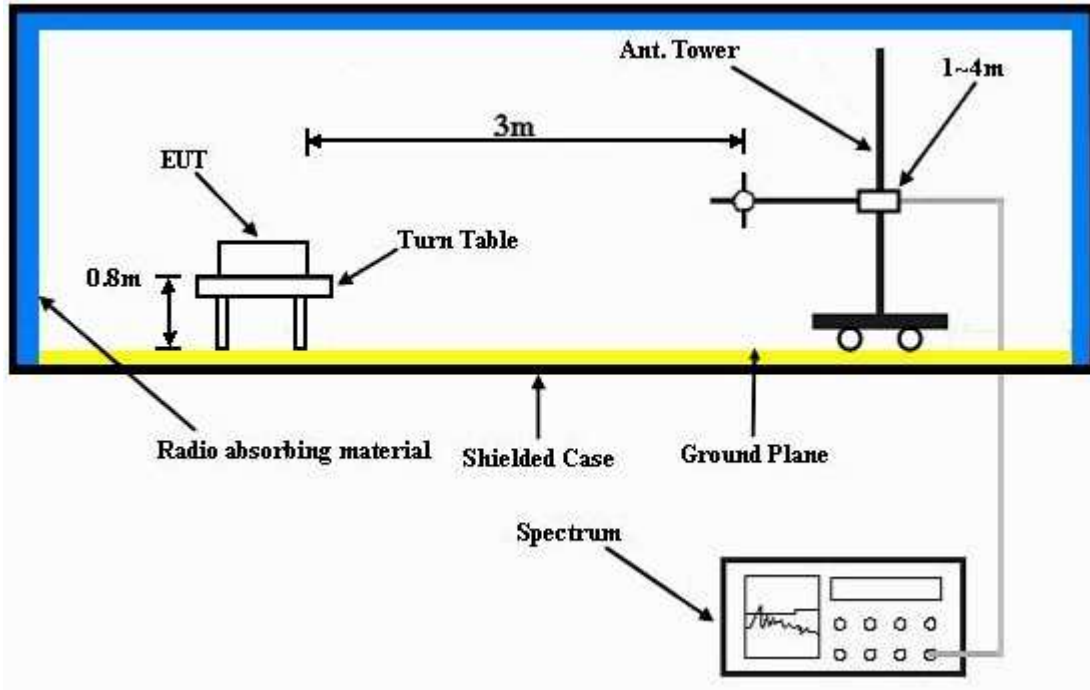 Ant. Tower
1~4m
3m
EUT
Turn Table
0.8m
Radio absorbing material
Shielded Case
Ground Plane
Spectrum